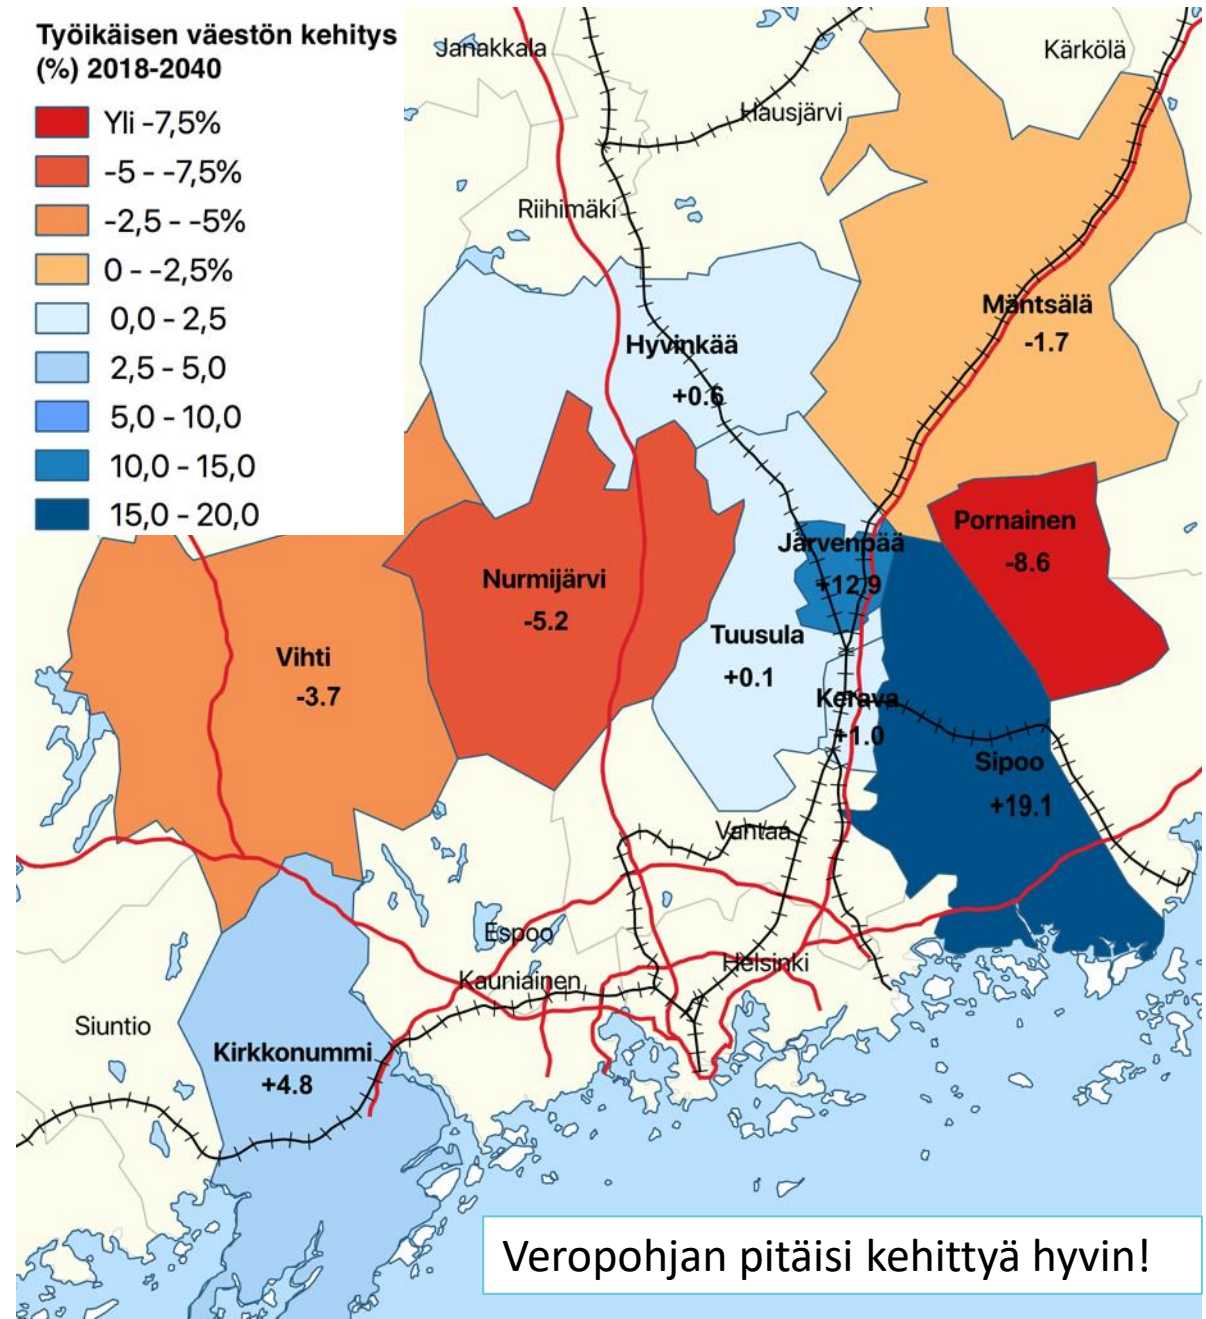 Työikäisen väestön kehitys
(%) 2018-2040
Yli -7,5%
-5 - -7,5%
-2,5 - -5%
0 - -2,5%
0,0 - 2,5
2,5 - 5,0
5,0 - 10,0
10,0 - 15,0
15,0 - 20,0
Janakkala
Kärkölä
Hausjärvi
Riihimäki
Mäntsälä
-1.7
Hyvinkää
+0.6
Pornainen
-8.6
Järvenpää
+12.9
Nurmijärvi
-5.2
Tuusula
+0.1
Vihti
-3.7
Kerava
+1.0
Sipoo
+19.1
Vantaa
Espoo
Helsinki
Kauniainen
Siuntio
Kirkkonummi
+4.8
Veropohjan pitäisi kehittyä hyvin!